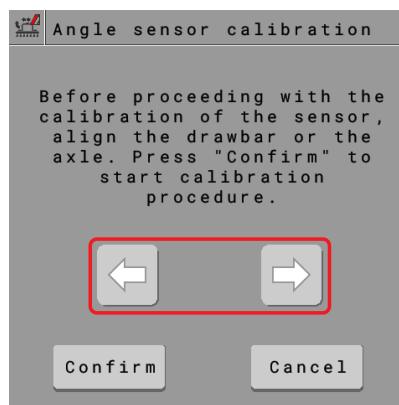 Angle sensor calibration
Before proceeding with the
calibration of the sensor,
align the drawbar or the
axle. Press "Confirm" to
start calibration
procedure.
Confirm
Cancel